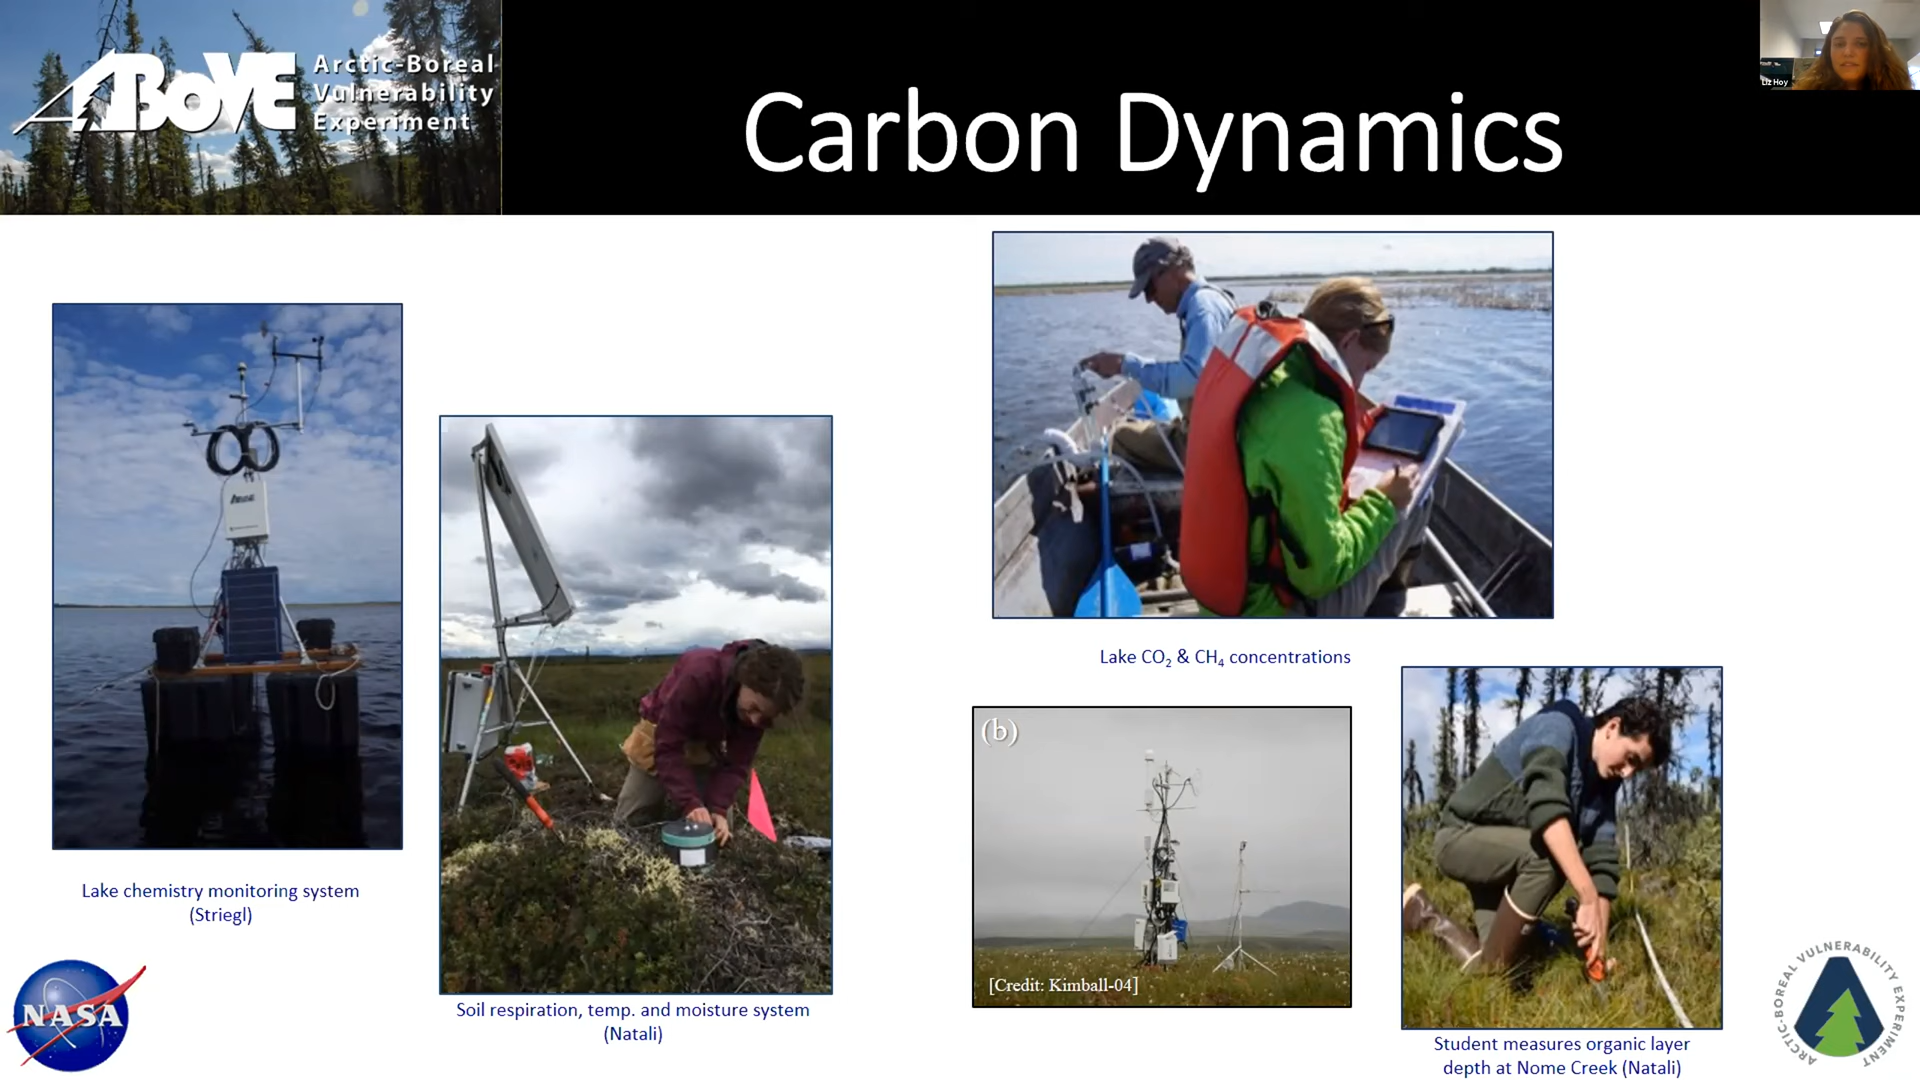 ABoVE
Arctic-Boreal
Vulnerability
Experiment
Carbon Dynamics
Liz Hoy
Lake chemistry monitoring system
(Striegl)
Soil respiration, temp. and moisture system
(Natali)
Lake CO₂ & CH₄ concentrations
(b)
[Credit: Kimball-04]
Student measures organic layer
depth at Nome Creek (Natali)
NASA
ARCTIC-BOREAL VULNERABILITY EXPERIMENT